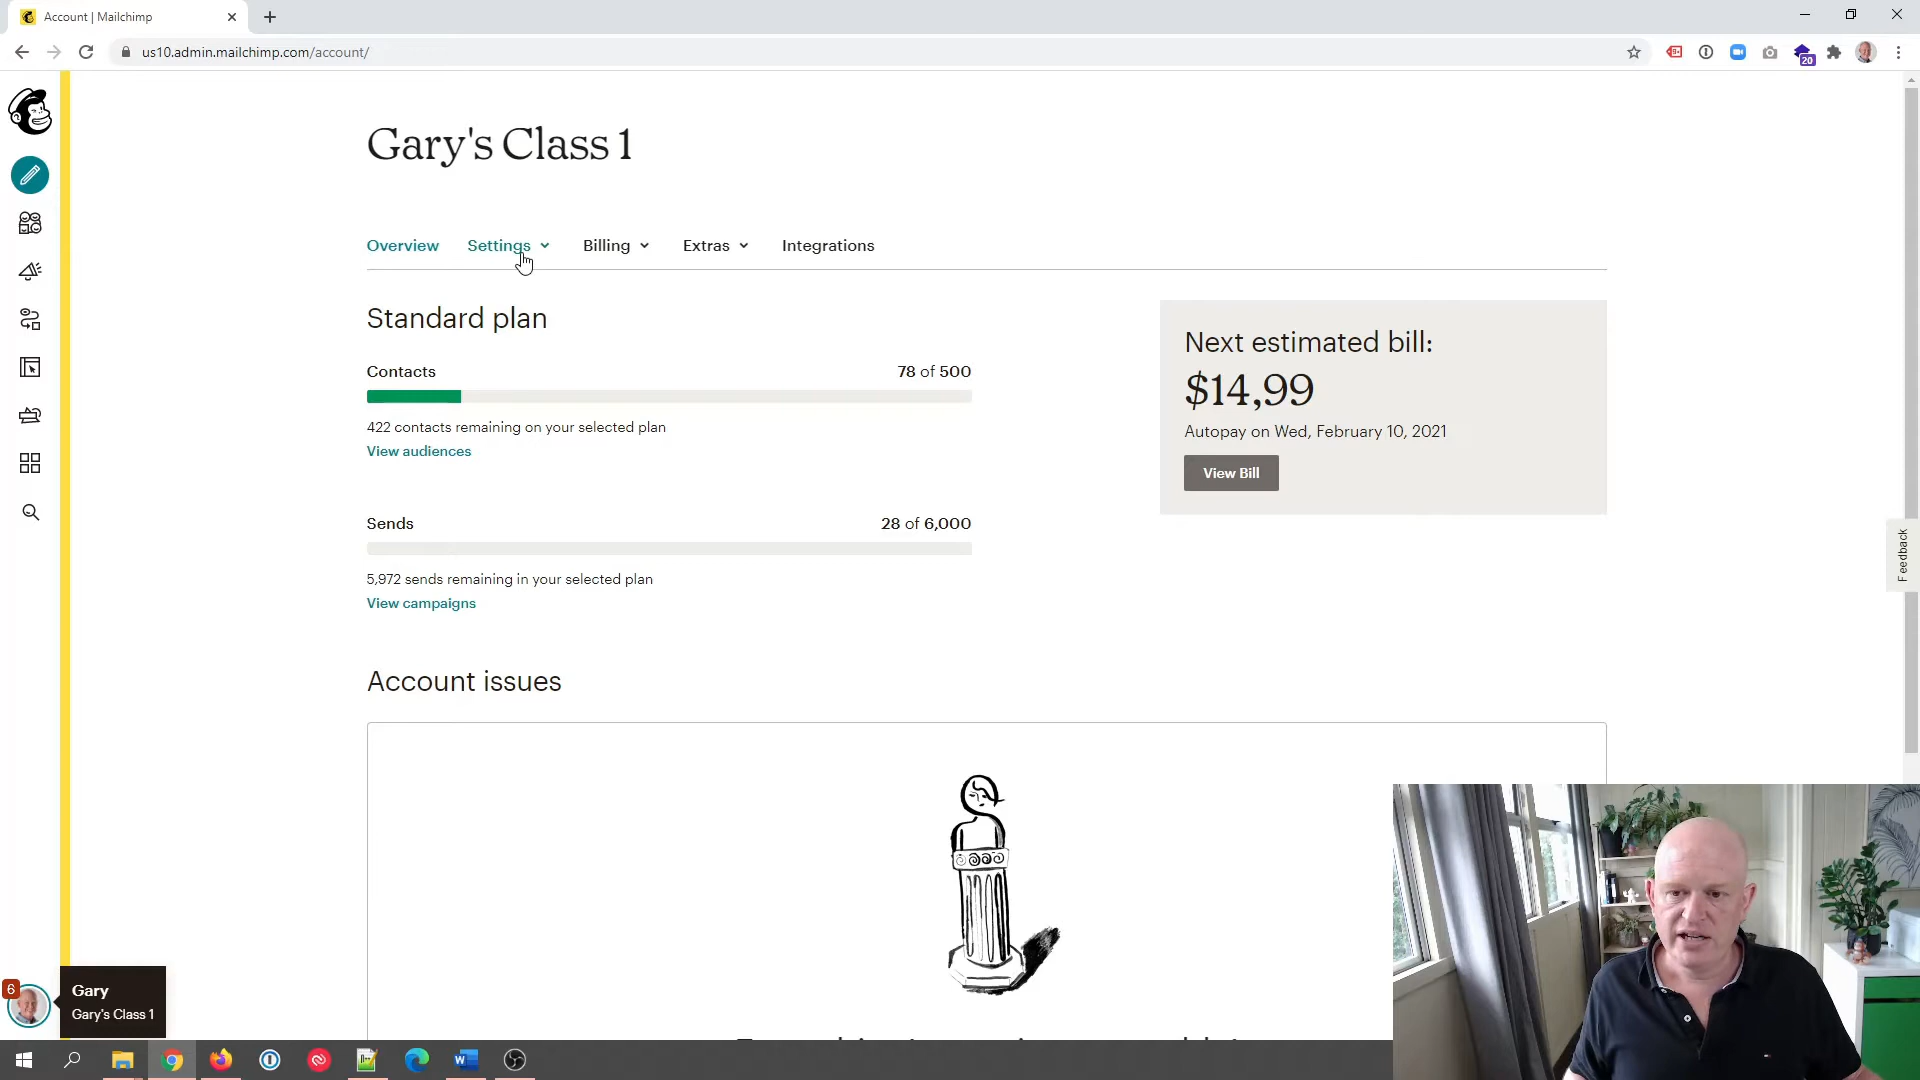 Account | Mailchimp
us10.admin.mailchimp.com/account/
20
Gary's Class 1
Overview Settings Billing Extras Integrations
Standard plan
Contacts 78 of 500
422 contacts remaining on your selected plan
View audiences
Sends 28 of 6,000
5,972 sends remaining in your selected plan
View campaigns
Next estimated bill:
$14,99
Autopay on Wed, February 10, 2021
View Bill
Feedback
Account issues
6
Gary
Gary's Class 1